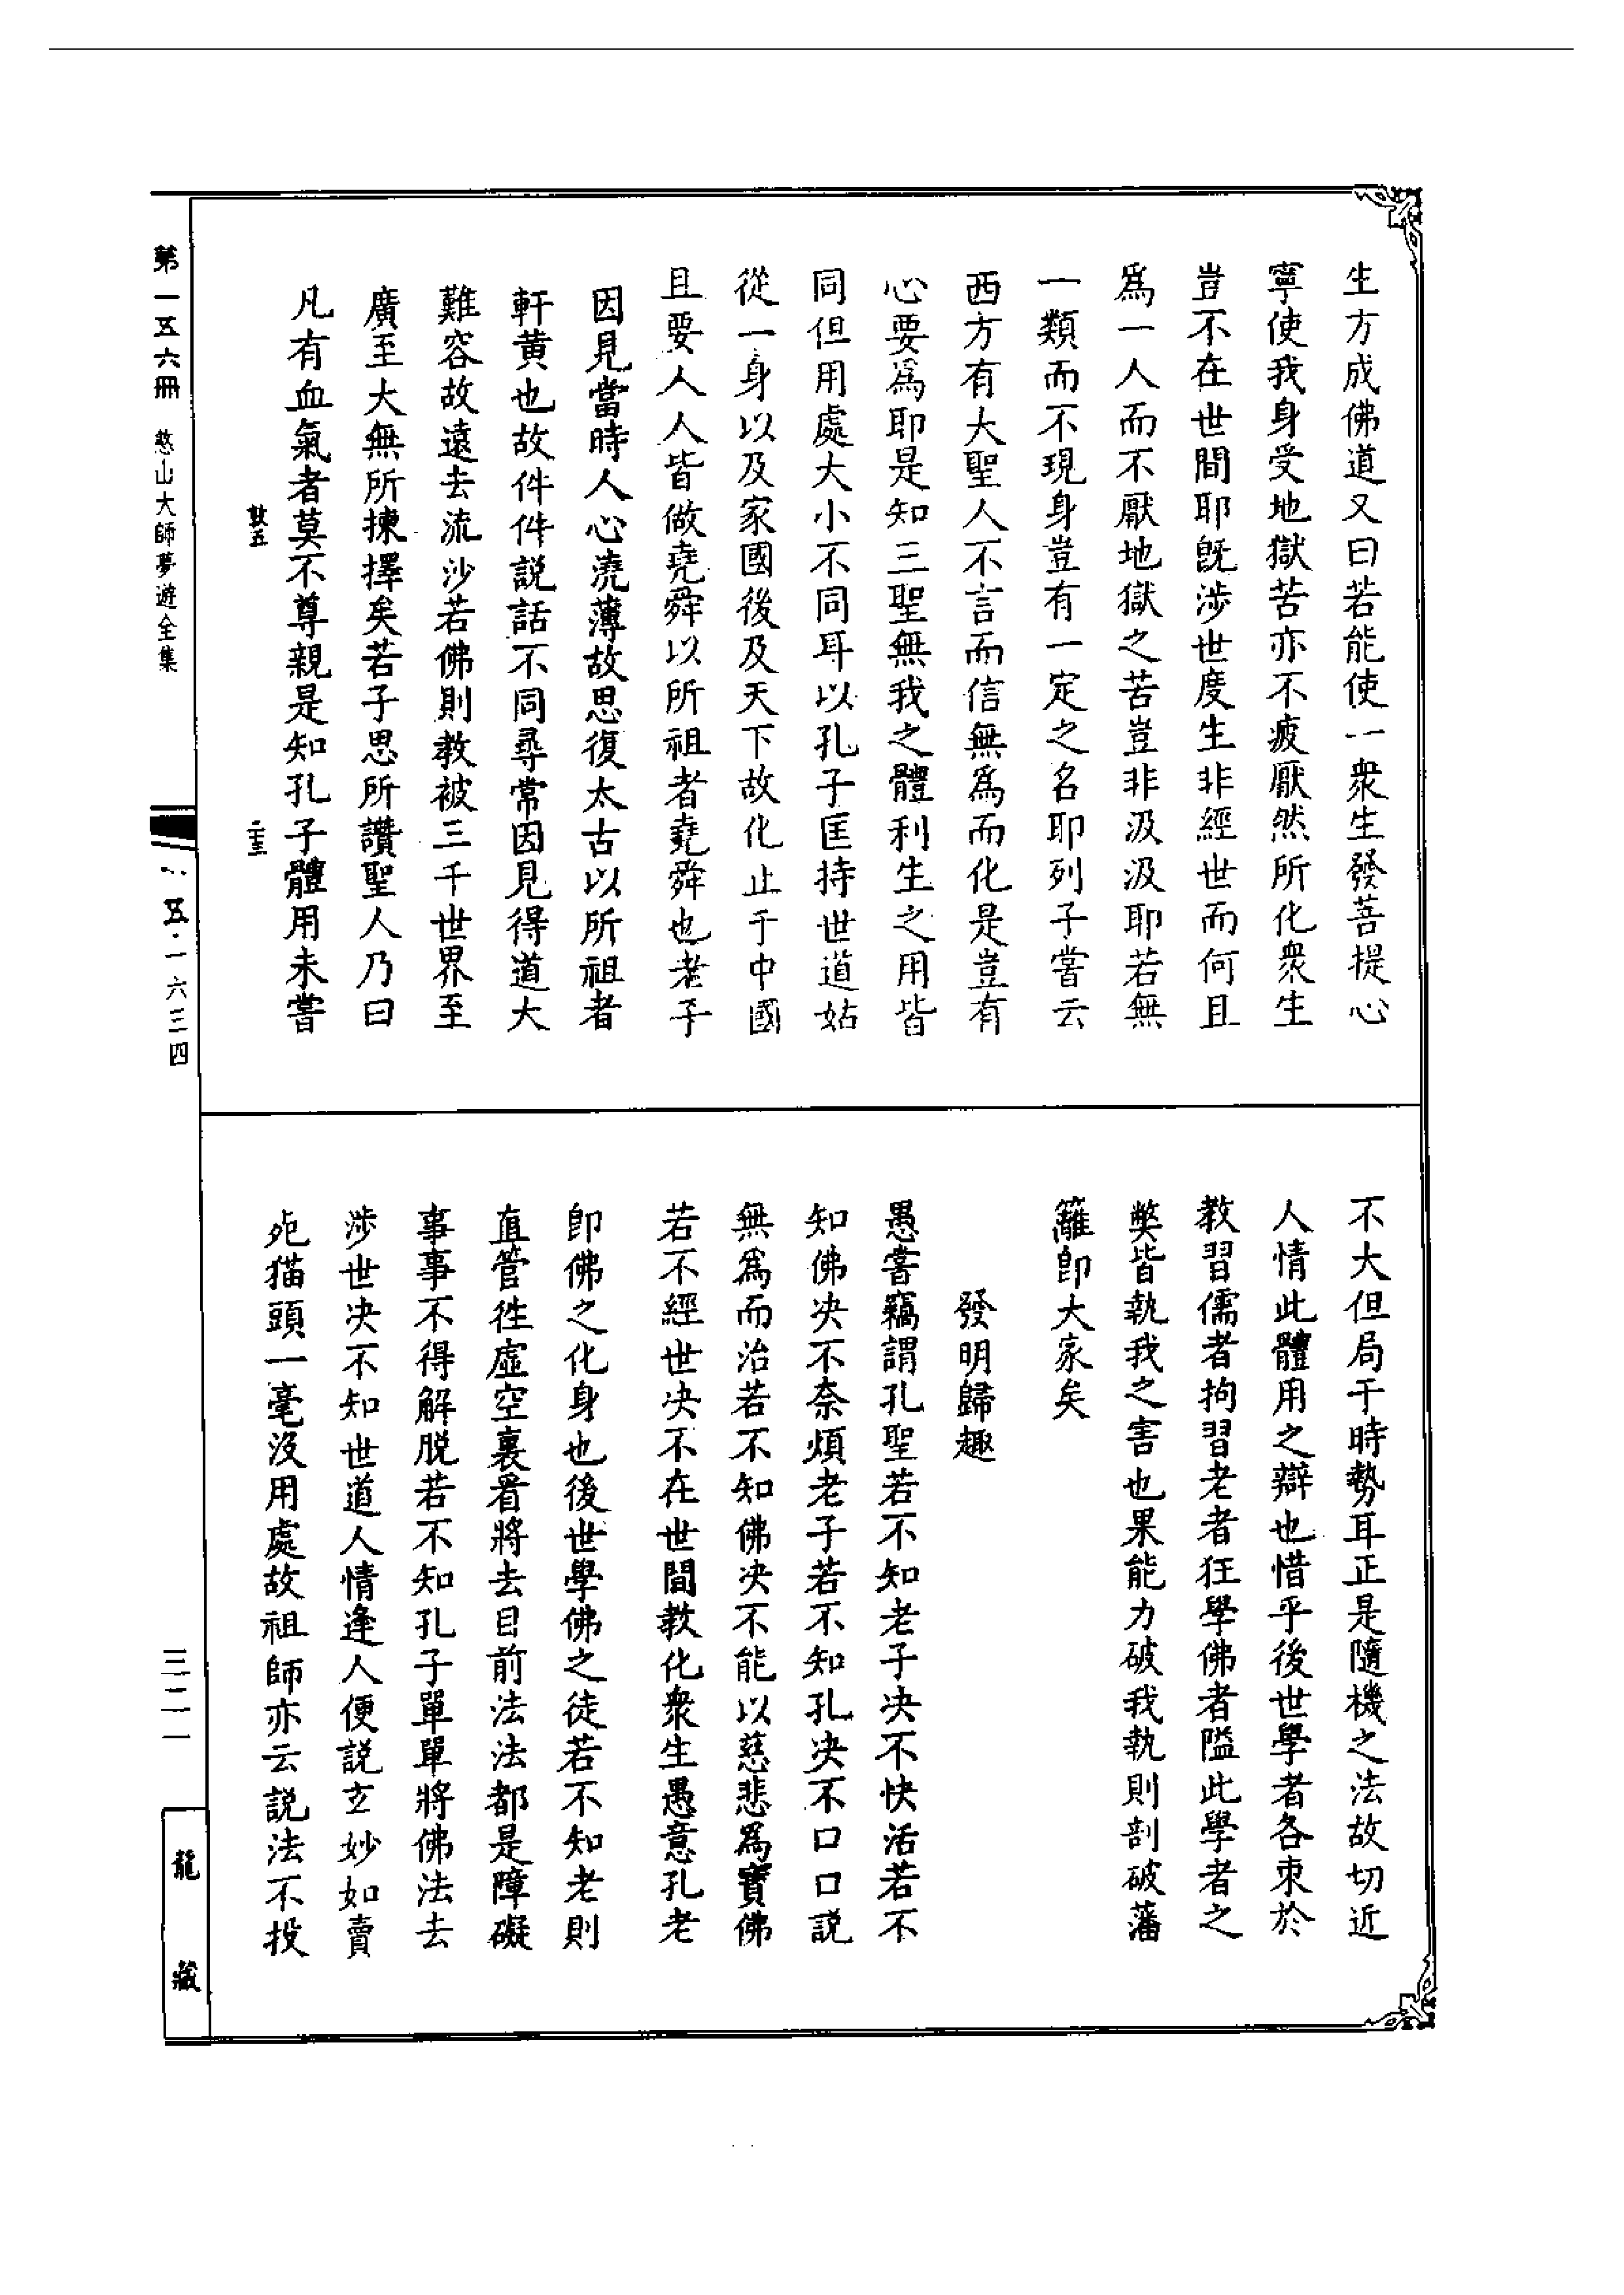 生方成佛道又曰若能使一衆生發菩提心
寧使我身受地獄苦亦不疲厭然所化衆生
豈不在世間耶旣涉世度生非經世而何且
爲一人而不厭地獄之苦豈非汲汲耶若無
一類而不現身豈有一定之名耶列子嘗云
西方有大聖人不言而信無爲而化是豈有
心要爲耶是知三聖無我之體利生之用皆
同但用處大小不同耳以孔子匡持世道姑
從一身以及家國後及天下故化止于中國
且要人人皆做堯舜以所祖者堯舜也老子
因見當時人心澆薄故思復太古以所祖者
軒黄也故件件説話不同尋常因見得道大
難容故遠去流沙若佛則教被三千世界至
廣至大無所揀擇矣若子思所讚聖人乃曰
凡有血氣者莫不尊親是知孔子體用未嘗
不大但局于時勢耳正是隨機之法故切近
人情此體用之辯也惜乎後世學者各束於
教習儒者拘習老者狂學佛者隘此學者之
獘皆執我之害也果能力破我執則剖破藩
籬卽大家矣
發明歸趣
愚嘗竊謂孔聖若不知老子决不快活若不
知佛决不奈煩老子若不知孔决不口口説
無爲而治若不知佛决不能以慈悲爲寶佛
若不經世决不在世間教化衆生愚意孔老
卽佛之化身也後世學佛之徒若不知老則
直管徃虛空裏看將去目前法法都是障礙
事事不得解脱若不知孔子單單將佛法去
涉世决不知世道人情逢人便説玄妙如賣
死猫頭一毫没用處故祖師亦云説法不投
第一五六冊 憨山大師夢遊全集
五·一六三四
三二一
龍藏